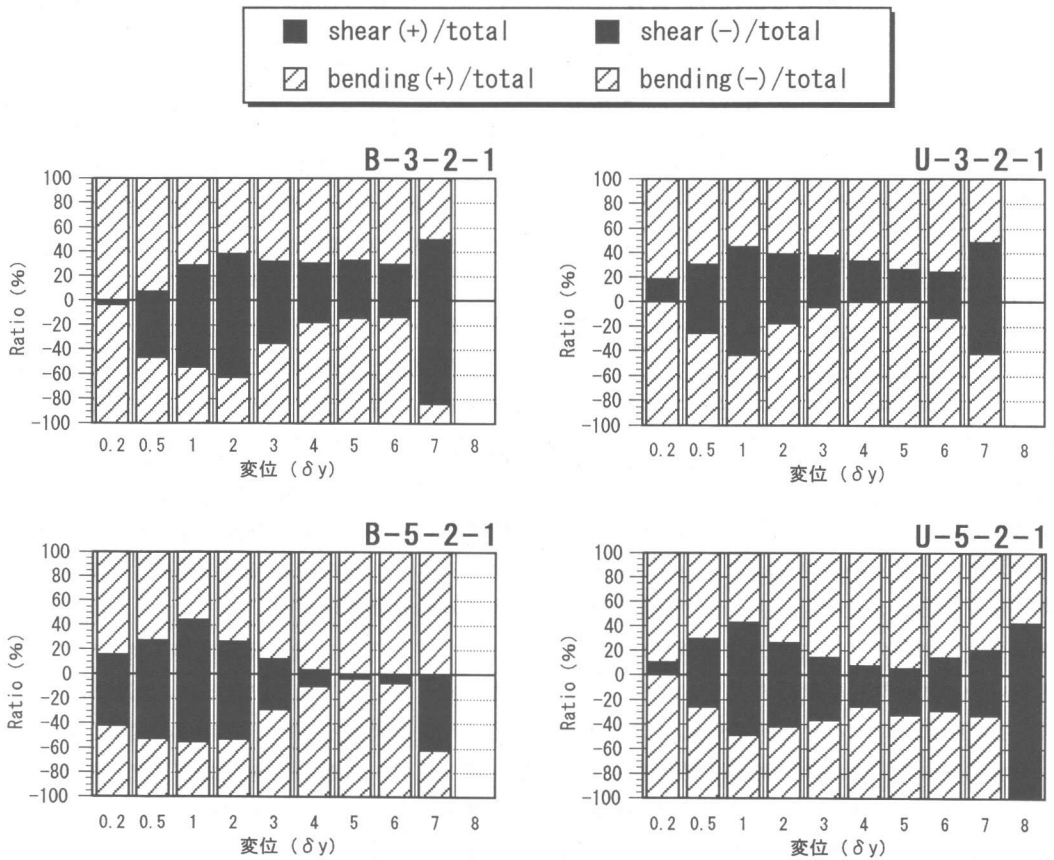 shear(+)/total shear(-)/total
bending(+)/total bending(-)/total
B-3-2-1
100
80
60
40
20
0
-20
-40
-60
-80
-100
Ratio (%)
0.2 0.5 1 2 3 4 5 6 7 8
変位 (δy)
U-3-2-1
100
80
60
40
20
0
-20
-40
-60
-80
-100
Ratio (%)
0.2 0.5 1 2 3 4 5 6 7 8
変位 (δy)
B-5-2-1
100
80
60
40
20
0
-20
-40
-60
-80
-100
Ratio (%)
0.2 0.5 1 2 3 4 5 6 7 8
変位 (δy)
U-5-2-1
100
80
60
40
20
0
-20
-40
-60
-80
-100
Ratio (%)
0.2 0.5 1 2 3 4 5 6 7 8
変位 (δy)